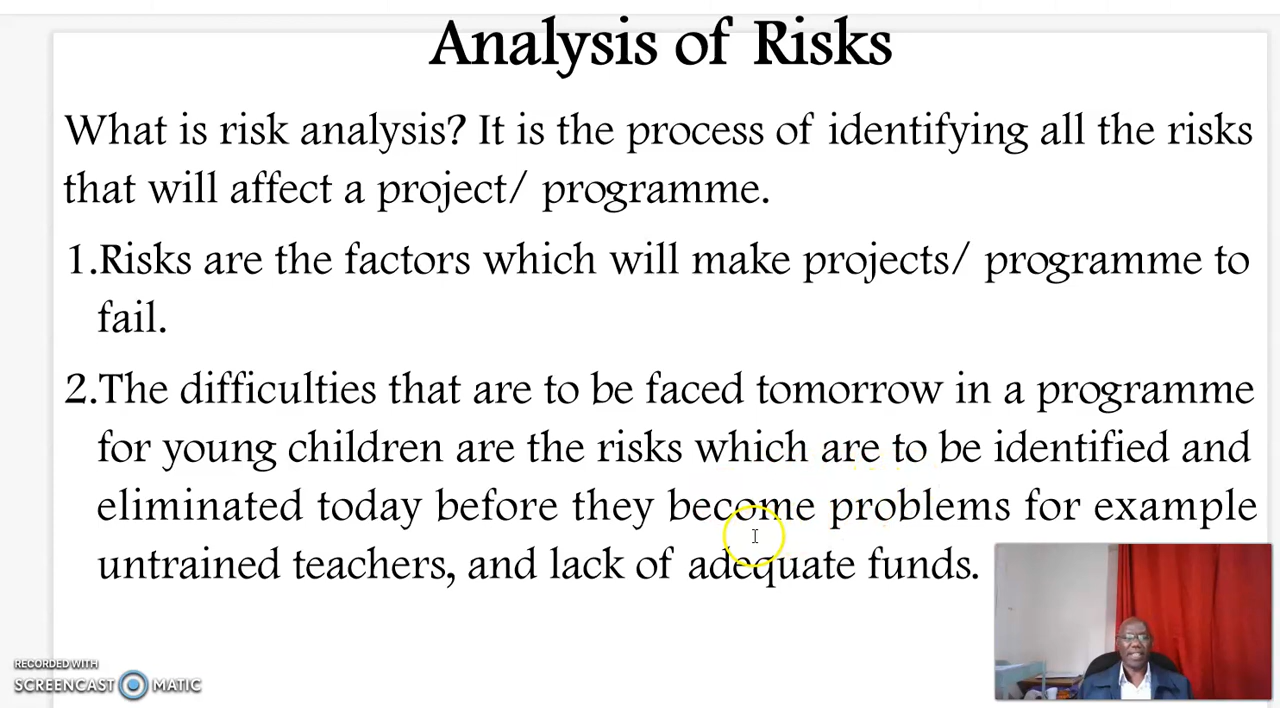 Analysis of Risks
What is risk analysis? It is the process of identifying all the risks
that will affect a project/ programme.
1.Risks are the factors which will make projects/ programme to
fail.
2.The difficulties that are to be faced tomorrow in a programme
for young children are the risks which are to be identified and
eliminated today before they become problems for example
untrained teachers, and lack of adequate funds.
RECORDED WITH
SCREENCAST MATIC